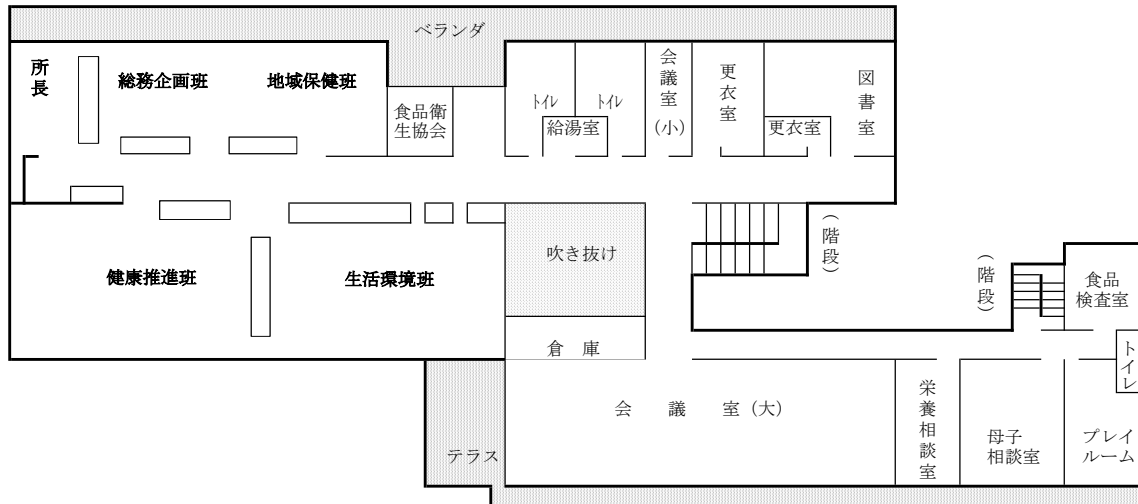 ベランダ
所長
総務企画班
地域保健班
食品衛
生協会
ﾄｲﾚ
ﾄｲﾚ
給湯室
会議室(小)
更衣室
更衣室
図書室
健康推進班
生活環境班
吹き抜け
(階段)
(階段)
食品
検査室
倉 庫
トイレ
会 議 室(大)
栄養相談室
母子
相談室
プレイ
ルーム
テラス